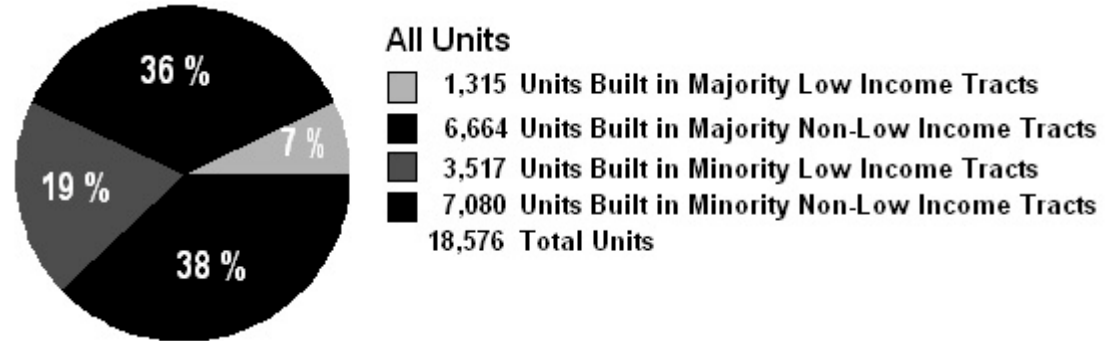 36 %
7 %
19 %
38 %
All Units
1,315 Units Built in Majority Low Income Tracts
6,664 Units Built in Majority Non-Low Income Tracts
3,517 Units Built in Minority Low Income Tracts
7,080 Units Built in Minority Non-Low Income Tracts
18,576 Total Units